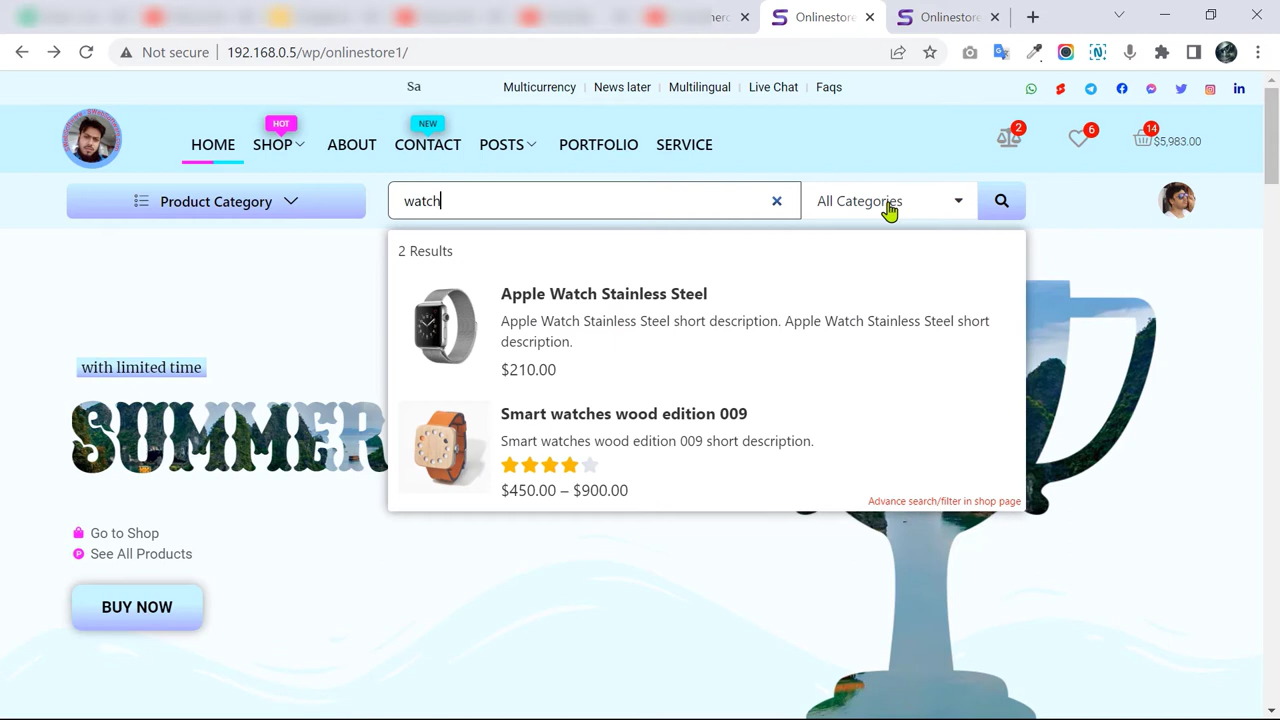 Onlinestore
Onlinestore
Not secure
192.168.0.5/wp/onlinestore1/
Sa
Multicurrency
News later
Multilingual
Live Chat
Faqs
HOT
NEW
HOME
SHOP
ABOUT
CONTACT
POSTS
PORTFOLIO
SERVICE
2
6
14
$5,983.00
Product Category
watch
All Categories
2 Results
Apple Watch Stainless Steel
Apple Watch Stainless Steel short description. Apple Watch Stainless Steel short
description.
$210.00
Smart watches wood edition 009
Smart watches wood edition 009 short description.
$450.00 – $900.00
Advance search/filter in shop page
with limited time
SUMMER
Go to Shop
See All Products
BUY NOW